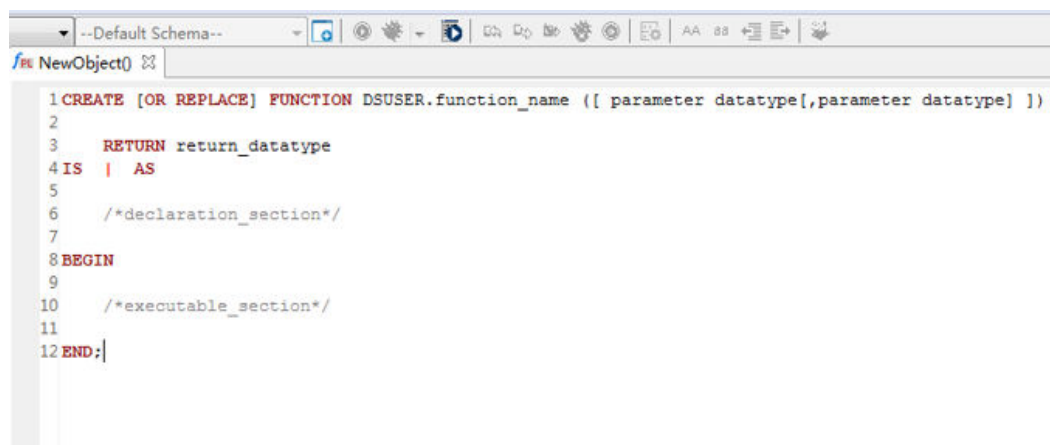 --Default Schema--
AA aa
fPL NewObject()
1 CREATE [OR REPLACE] FUNCTION DSUSER.function_name ([ parameter datatype[,parameter datatype] ])
2
3 RETURN return_datatype
4 IS | AS
5
6 /*declaration_section*/
7
8 BEGIN
9
10 /*executable_section*/
11
12 END;